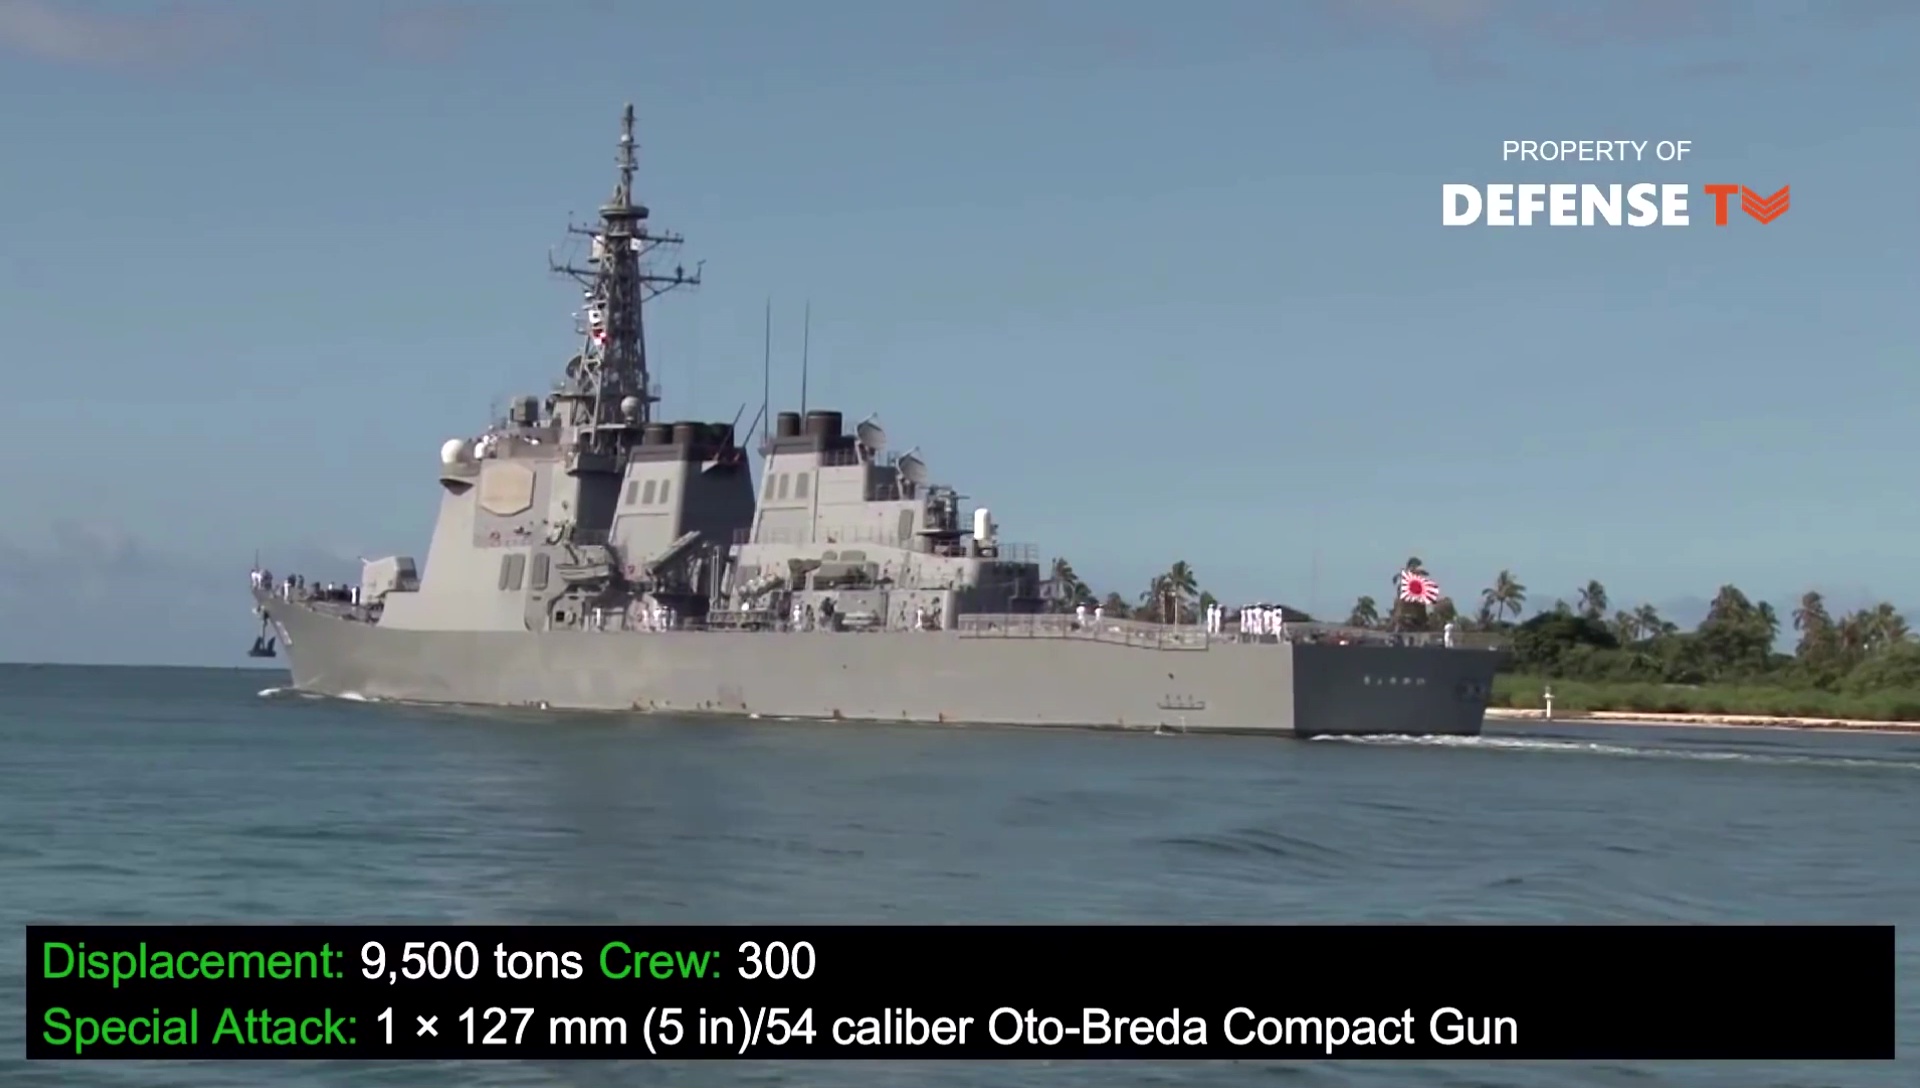 PROPERTY OF
DEFENSE TV
Displacement: 9,500 tons Crew: 300
Special Attack: 1 × 127 mm (5 in)/54 caliber Oto-Breda Compact Gun